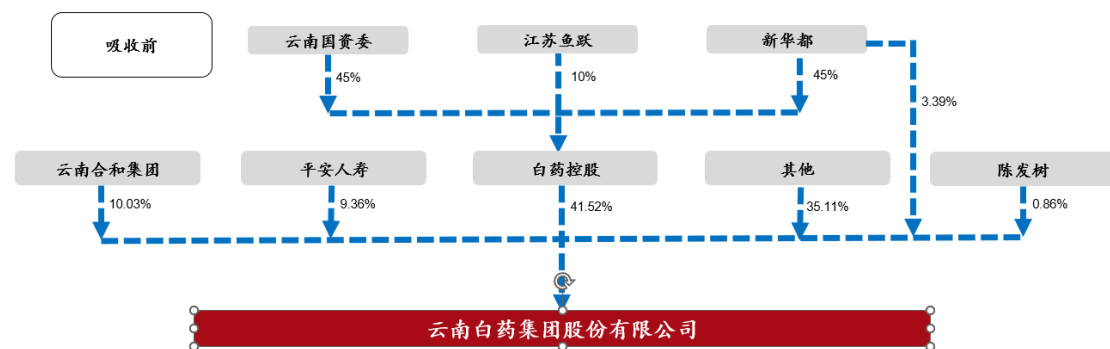 吸收前
云南国资委
江苏鱼跃
新华都
45%
10%
45%
3.39%
云南合和集团
平安人寿
白药控股
其他
陈发树
10.03%
9.36%
41.52%
35.11%
0.86%
云南白药集团股份有限公司